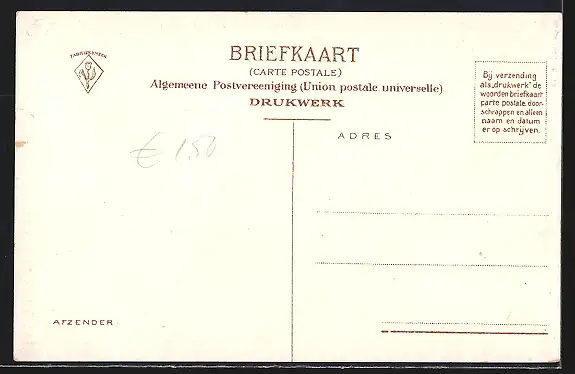 FABRIEKSMERK
BRIEFKAART
(CARTE POSTALE)
Algemeene Postvereeniging (Union postale universelle)
DRUKWERK
Bij verzending
als „drukwerk" de
woorden briefkaart
carte postale door-
schrappen en alleen
naam en datum
er op schrijven.
ADRES
€ 1.50
AFZENDER